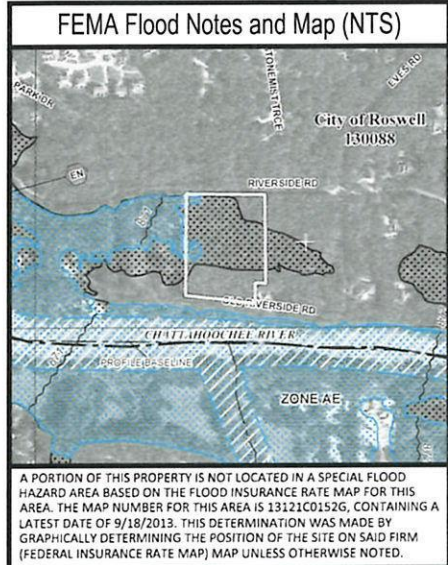 FEMA Flood Notes and Map (NTS)
PARK DR
EVES RD
City of Roswell
130088
EN
RIVERSIDE RD
OLD RIVERSIDE RD
CHATTAHOOCHEE RIVER
PROFILE BASELINE
ZONE AE
A PORTION OF THIS PROPERTY IS NOT LOCATED IN A SPECIAL FLOOD
HAZARD AREA BASED ON THE FLOOD INSURANCE RATE MAP FOR THIS
AREA. THE MAP NUMBER FOR THIS AREA IS 13121C0152G, CONTAINING A
LATEST DATE OF 9/18/2013. THIS DETERMINATION WAS MADE BY
GRAPHICALLY DETERMINING THE POSITION OF THE SITE ON SAID FIRM
(FEDERAL INSURANCE RATE MAP) MAP UNLESS OTHERWISE NOTED.